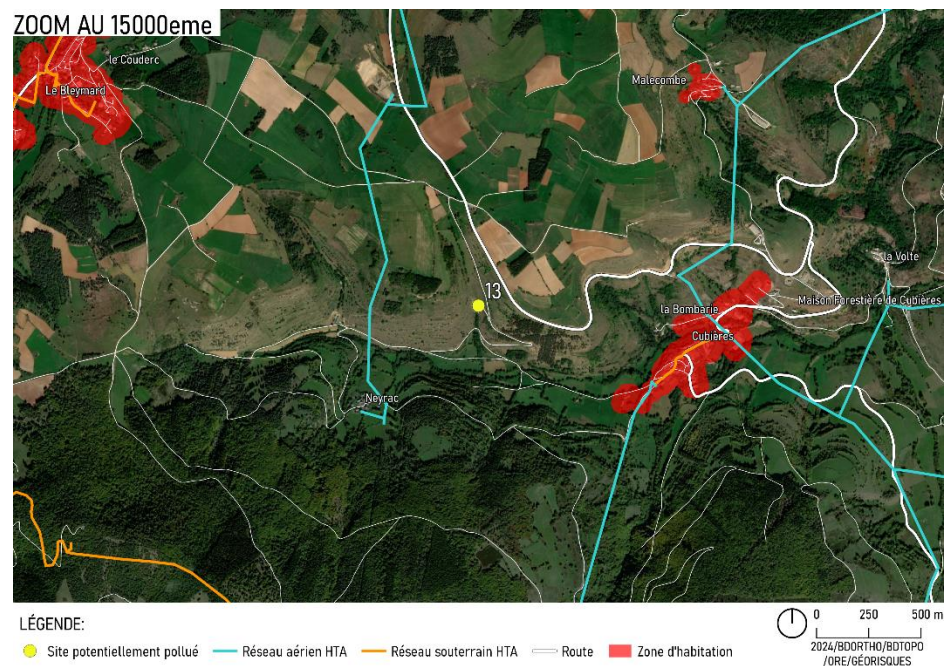 ZOOM AU 15000eme
le Couderc
Le Bleymard
Malecombe
13
la Volte
Maison Forestière de Cubières
la Bombarie
Cubières
Neyrac
LÉGENDE:
Site potentiellement pollué
Réseau aérien HTA
Réseau souterrain HTA
Route
Zone d'habitation
0 250 500 m
2024/BDORTHO/BDTOPO
/ORE/GÉORISQUES